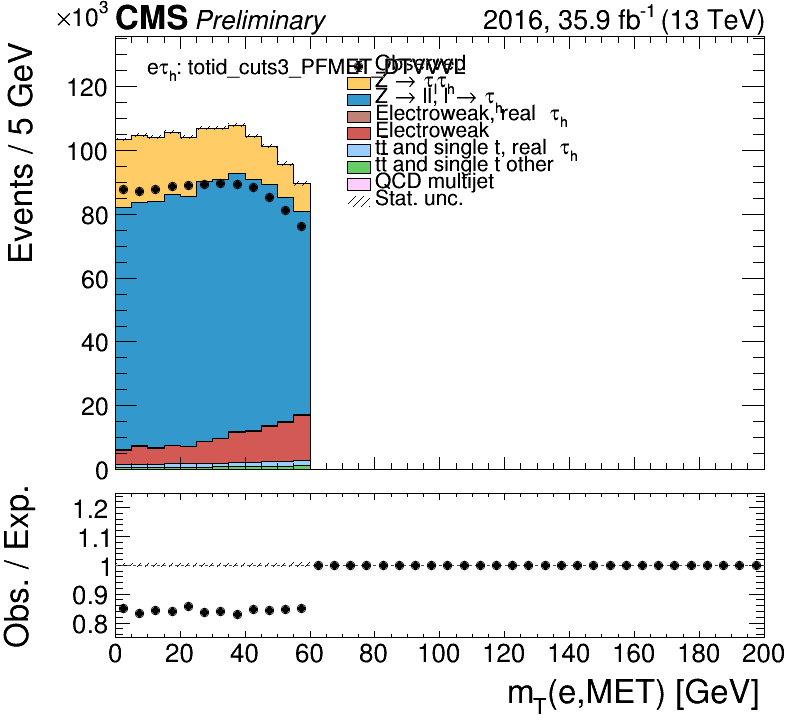 ×10³ CMS Preliminary 2016, 35.9 fb⁻¹ (13 TeV)
Events / 5 GeV
120
100
80
60
40
20
0
eτₕ: totid_cuts3_PFMET_DTVVVL
Observed
Z → τₗτₕ
Z → ll, l → τₕ
Electroweak, real τₕ
Electroweak
tt̄ and single t, real τₕ
tt̄ and single t other
QCD multijet
Stat. unc.
Obs. / Exp.
1.2
1.1
1
0.9
0.8
0 20 40 60 80 100 120 140 160 180 200
m_T(e,MET) [GeV]